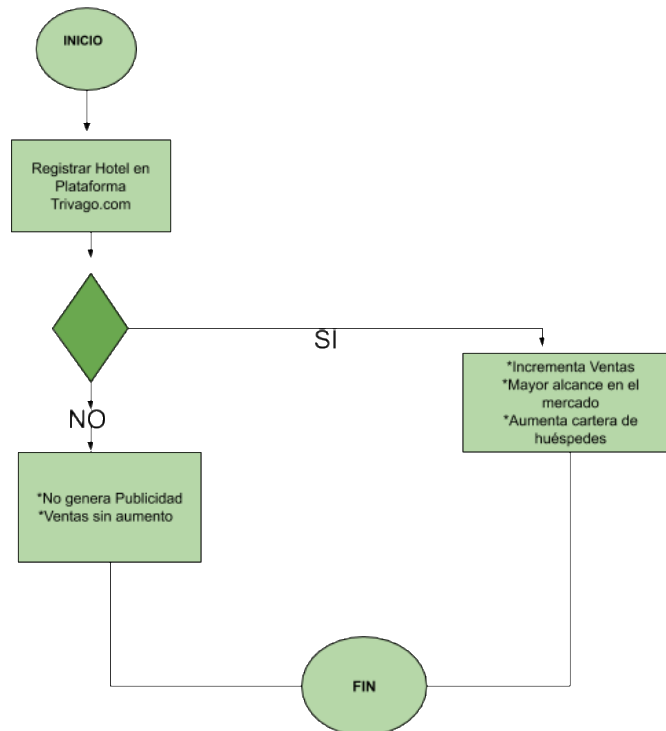 INICIO
Registrar Hotel en
Plataforma
Trivago.com
SI
*Incrementa Ventas
*Mayor alcance en el
mercado
*Aumenta cartera de
huéspedes
NO
*No genera Publicidad
*Ventas sin aumento
FIN